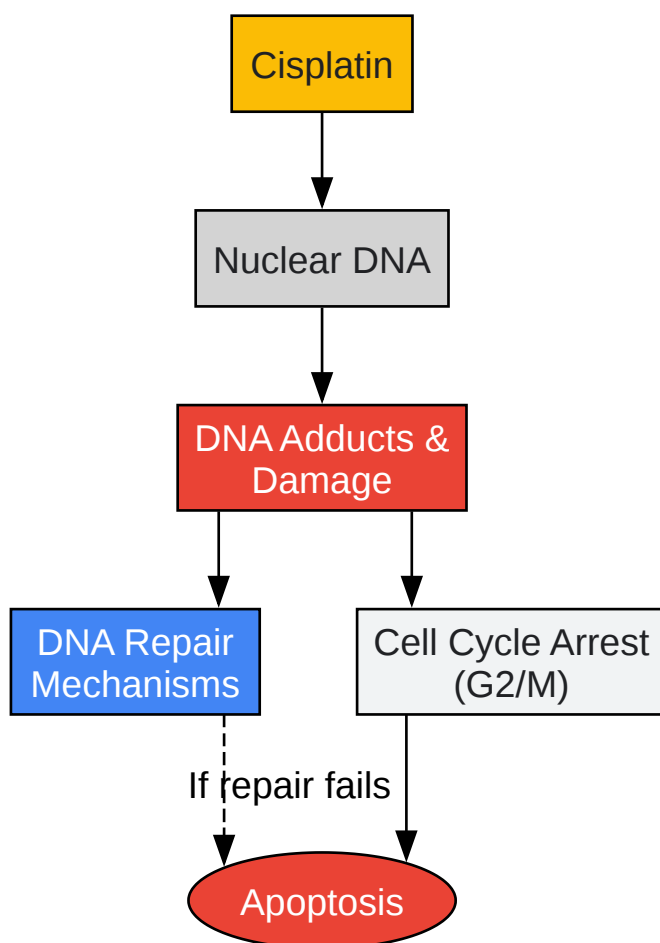 Cisplatin
Nuclear DNA
DNA Adducts &
Damage
DNA Repair
Mechanisms
Cell Cycle Arrest
(G2/M)
If repair fails
Apoptosis